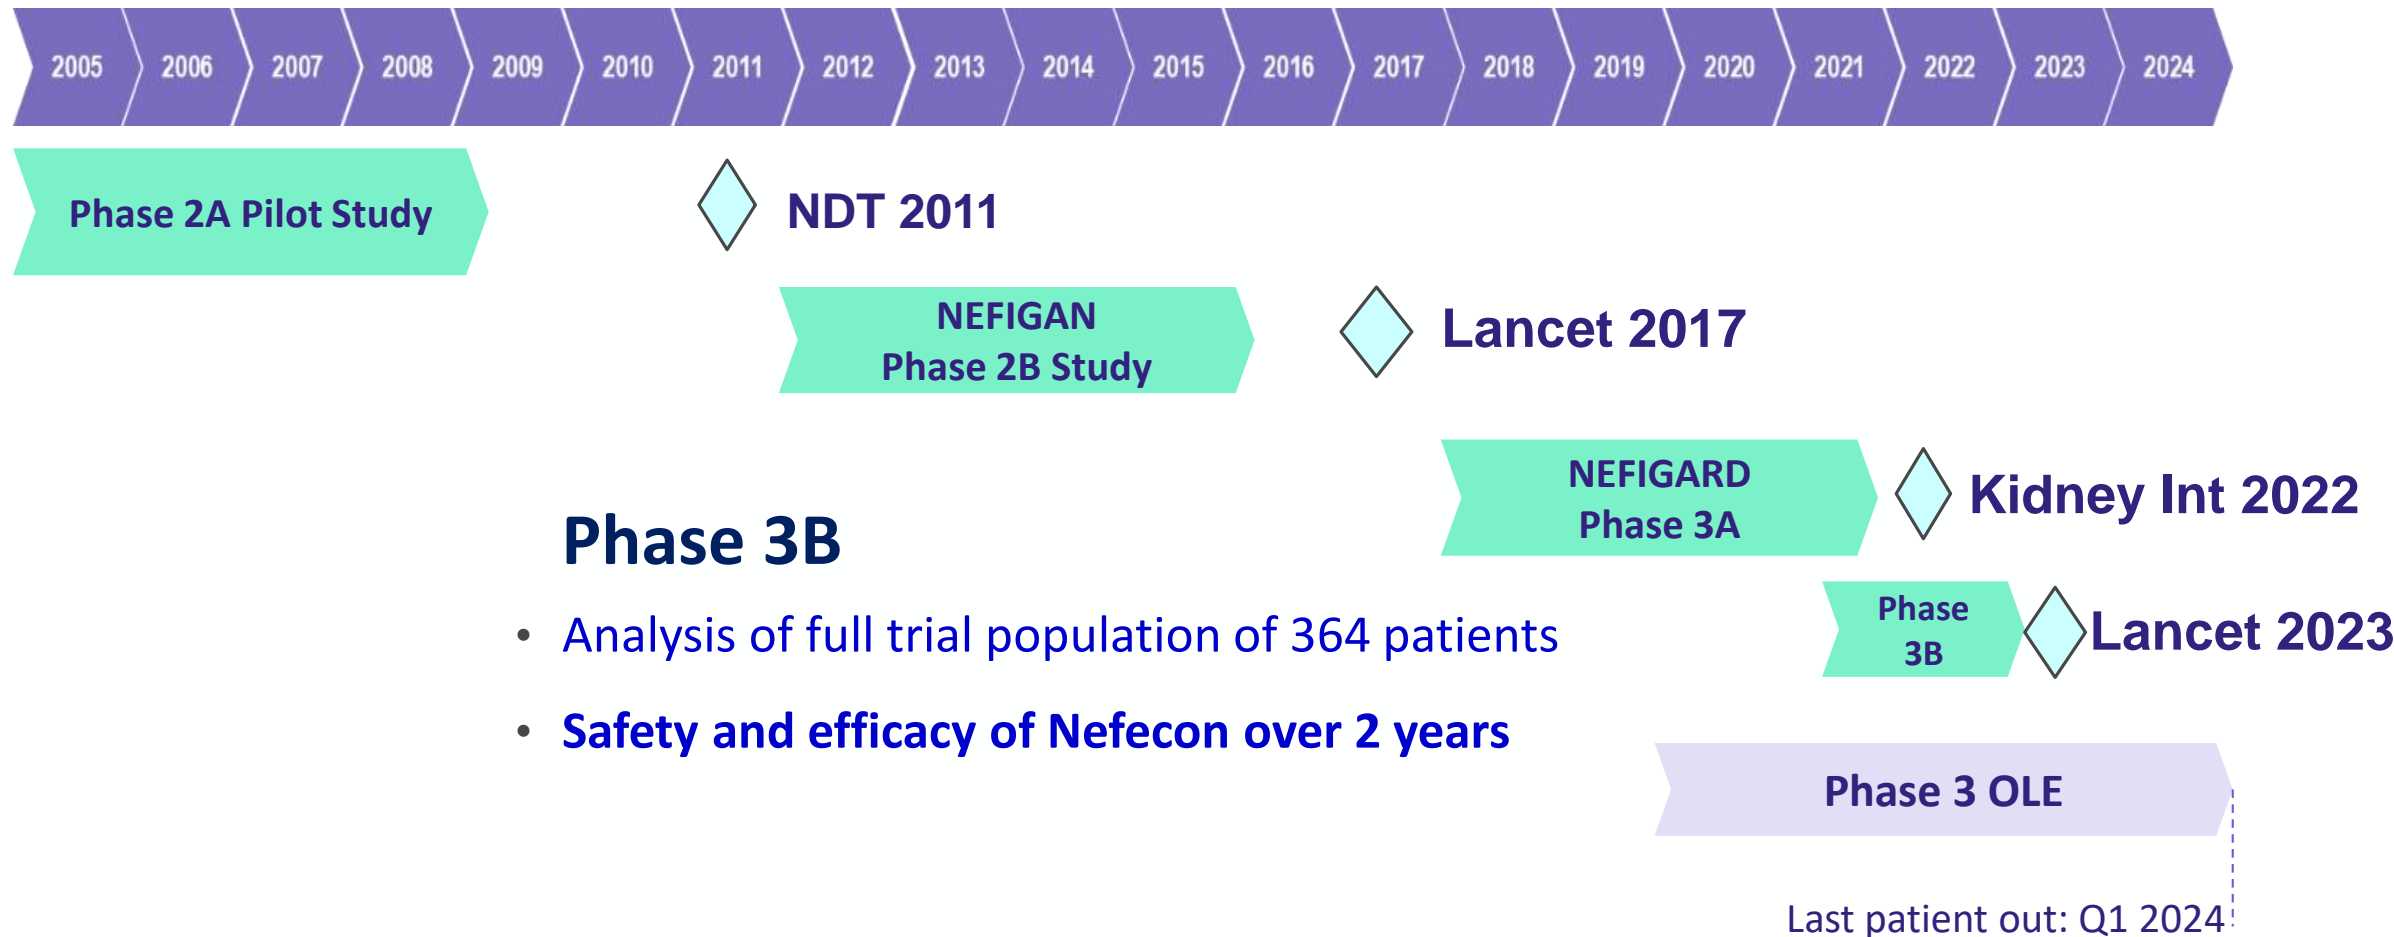 2005 2006 2007 2008 2009 2010 2011 2012 2013 2014 2015 2016 2017 2018 2019 2020 2021 2022 2023 2024
Phase 2A Pilot Study
NDT 2011
NEFIGAN
Phase 2B Study
Lancet 2017
NEFIGARD
Phase 3A
Kidney Int 2022
Phase 3B
• Analysis of full trial population of 364 patients
• Safety and efficacy of Nefecon over 2 years
Phase
3B
Lancet 2023
Phase 3 OLE
Last patient out: Q1 2024